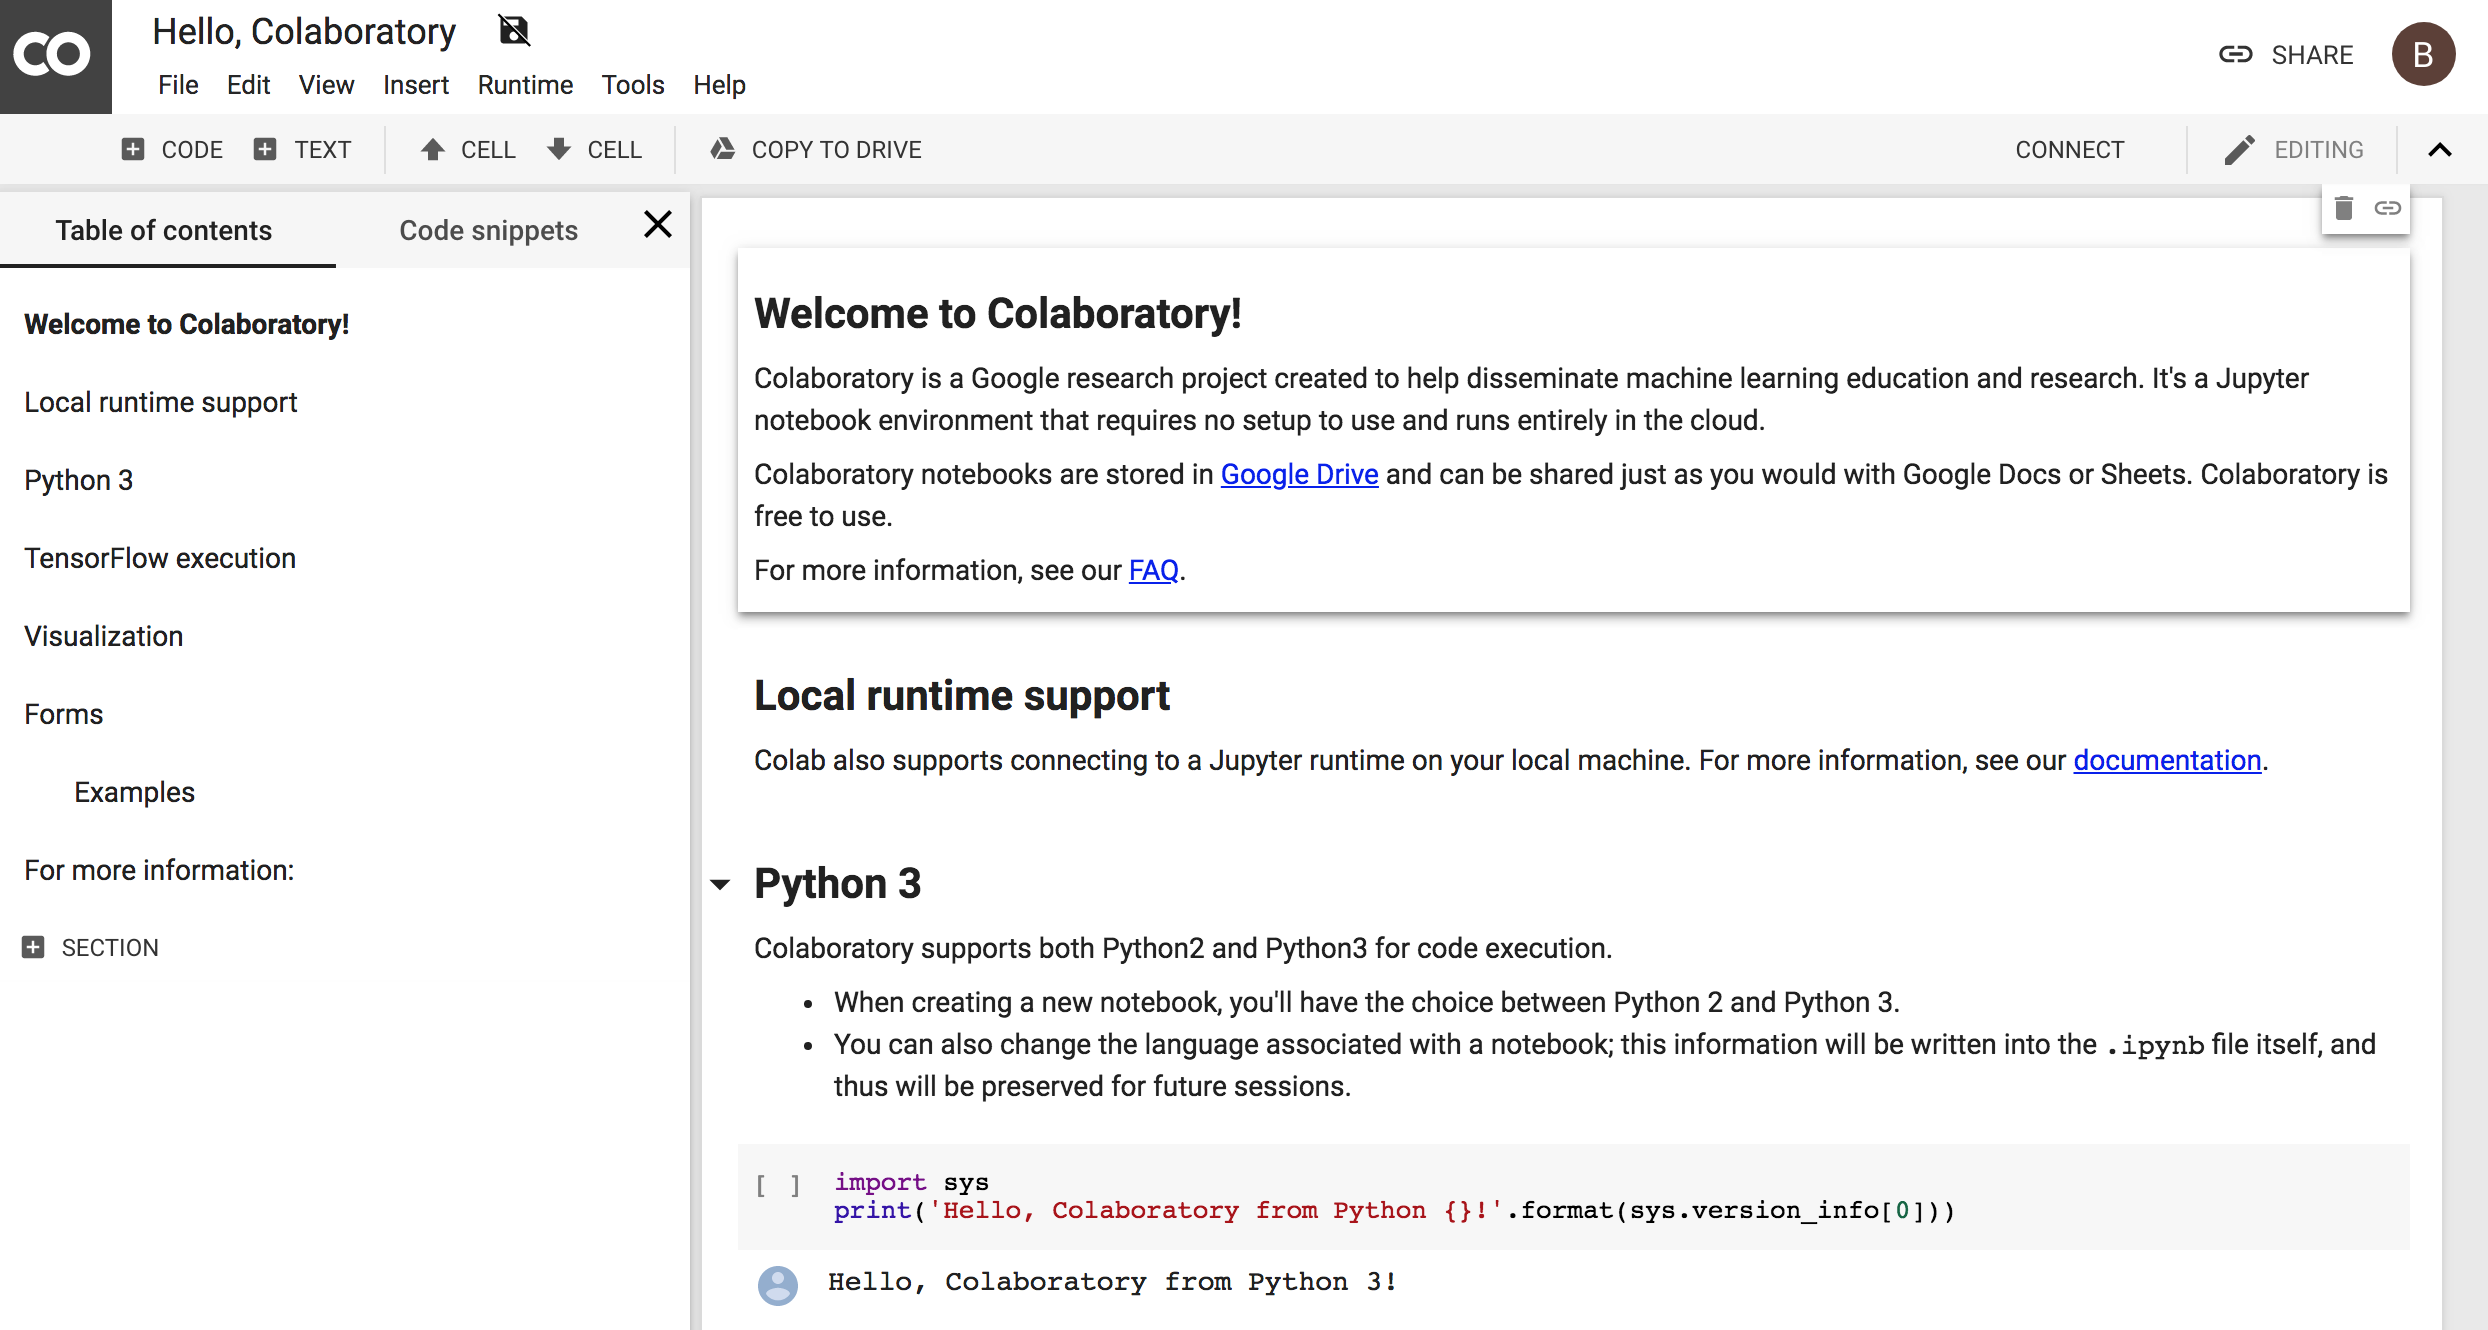 CO
Hello, Colaboratory
File Edit View Insert Runtime Tools Help
SHARE
B
CODE TEXT CELL CELL COPY TO DRIVE CONNECT EDITING
Table of contents Code snippets
Welcome to Colaboratory!
Local runtime support
Python 3
TensorFlow execution
Visualization
Forms
Examples
For more information:
SECTION
Welcome to Colaboratory!
Colaboratory is a Google research project created to help disseminate machine learning education and research. It's a Jupyter
notebook environment that requires no setup to use and runs entirely in the cloud.
Colaboratory notebooks are stored in Google Drive and can be shared just as you would with Google Docs or Sheets. Colaboratory is
free to use.
For more information, see our FAQ.
Local runtime support
Colab also supports connecting to a Jupyter runtime on your local machine. For more information, see our documentation.
Python 3
Colaboratory supports both Python2 and Python3 for code execution.
• When creating a new notebook, you'll have the choice between Python 2 and Python 3.
• You can also change the language associated with a notebook; this information will be written into the .ipynb file itself, and
thus will be preserved for future sessions.
[ ] import sys
print('Hello, Colaboratory from Python {}!'.format(sys.version_info[0]))
Hello, Colaboratory from Python 3!